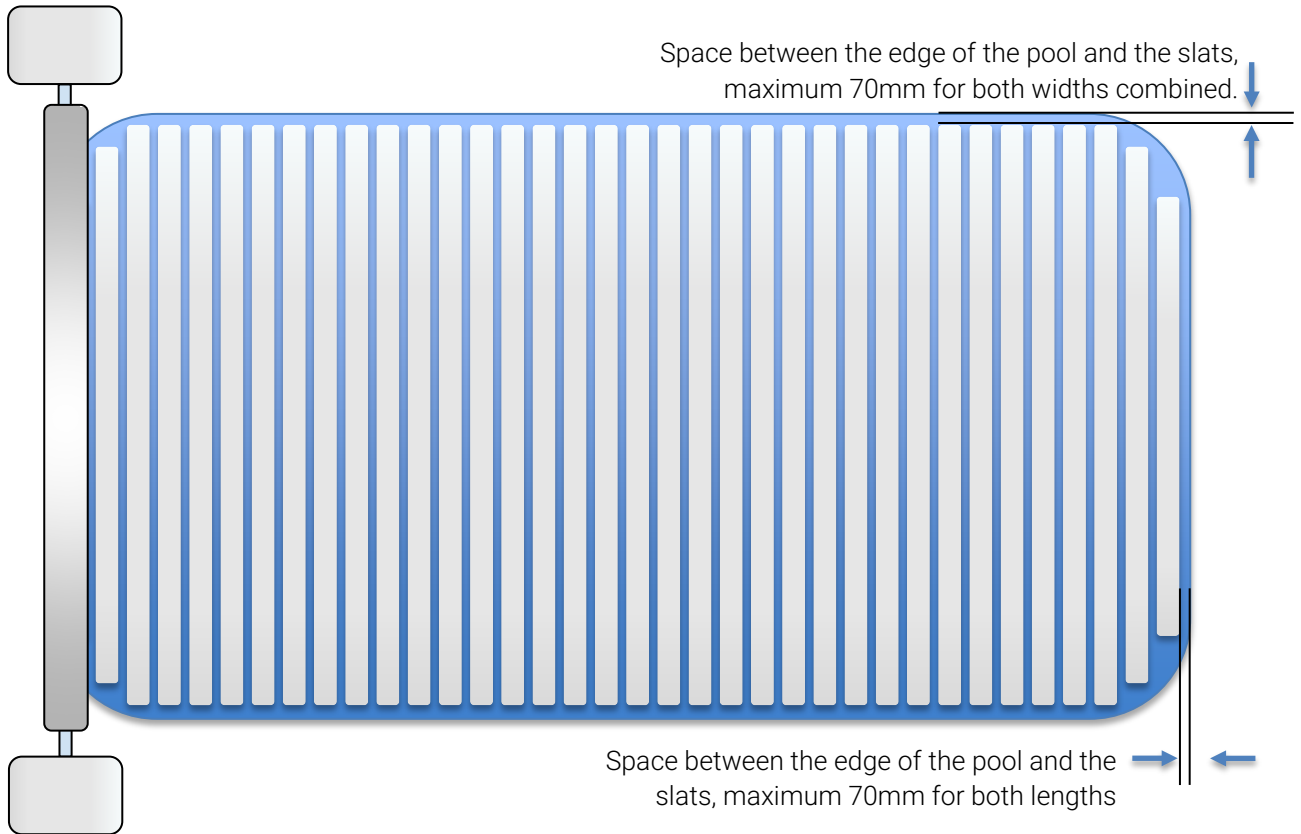 Space between the edge of the pool and the slats,
maximum 70mm for both widths combined.
Space between the edge of the pool and the
slats, maximum 70mm for both lengths